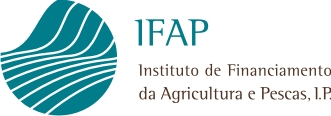 IFAP
Instituto de Financiamento
da Agricultura e Pescas, I.P.